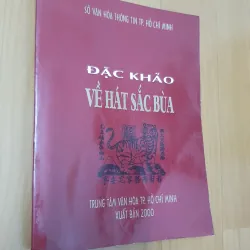 SỞ VĂN HÓA THÔNG TIN TP. HỒ CHÍ MINH
ĐẶC KHẢO
VỀ HÁT SẮC BÙA
TRUNG TÂM VĂN HÓA TP. HỒ CHÍ MINH
XUẤT BẢN 2000